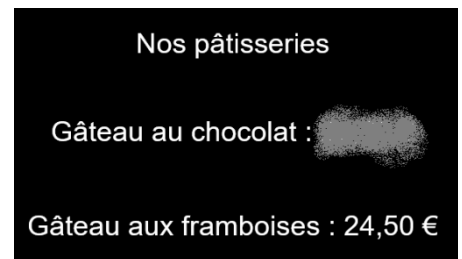 Nos pâtisseries
Gâteau au chocolat :
Gâteau aux framboises : 24,50 €